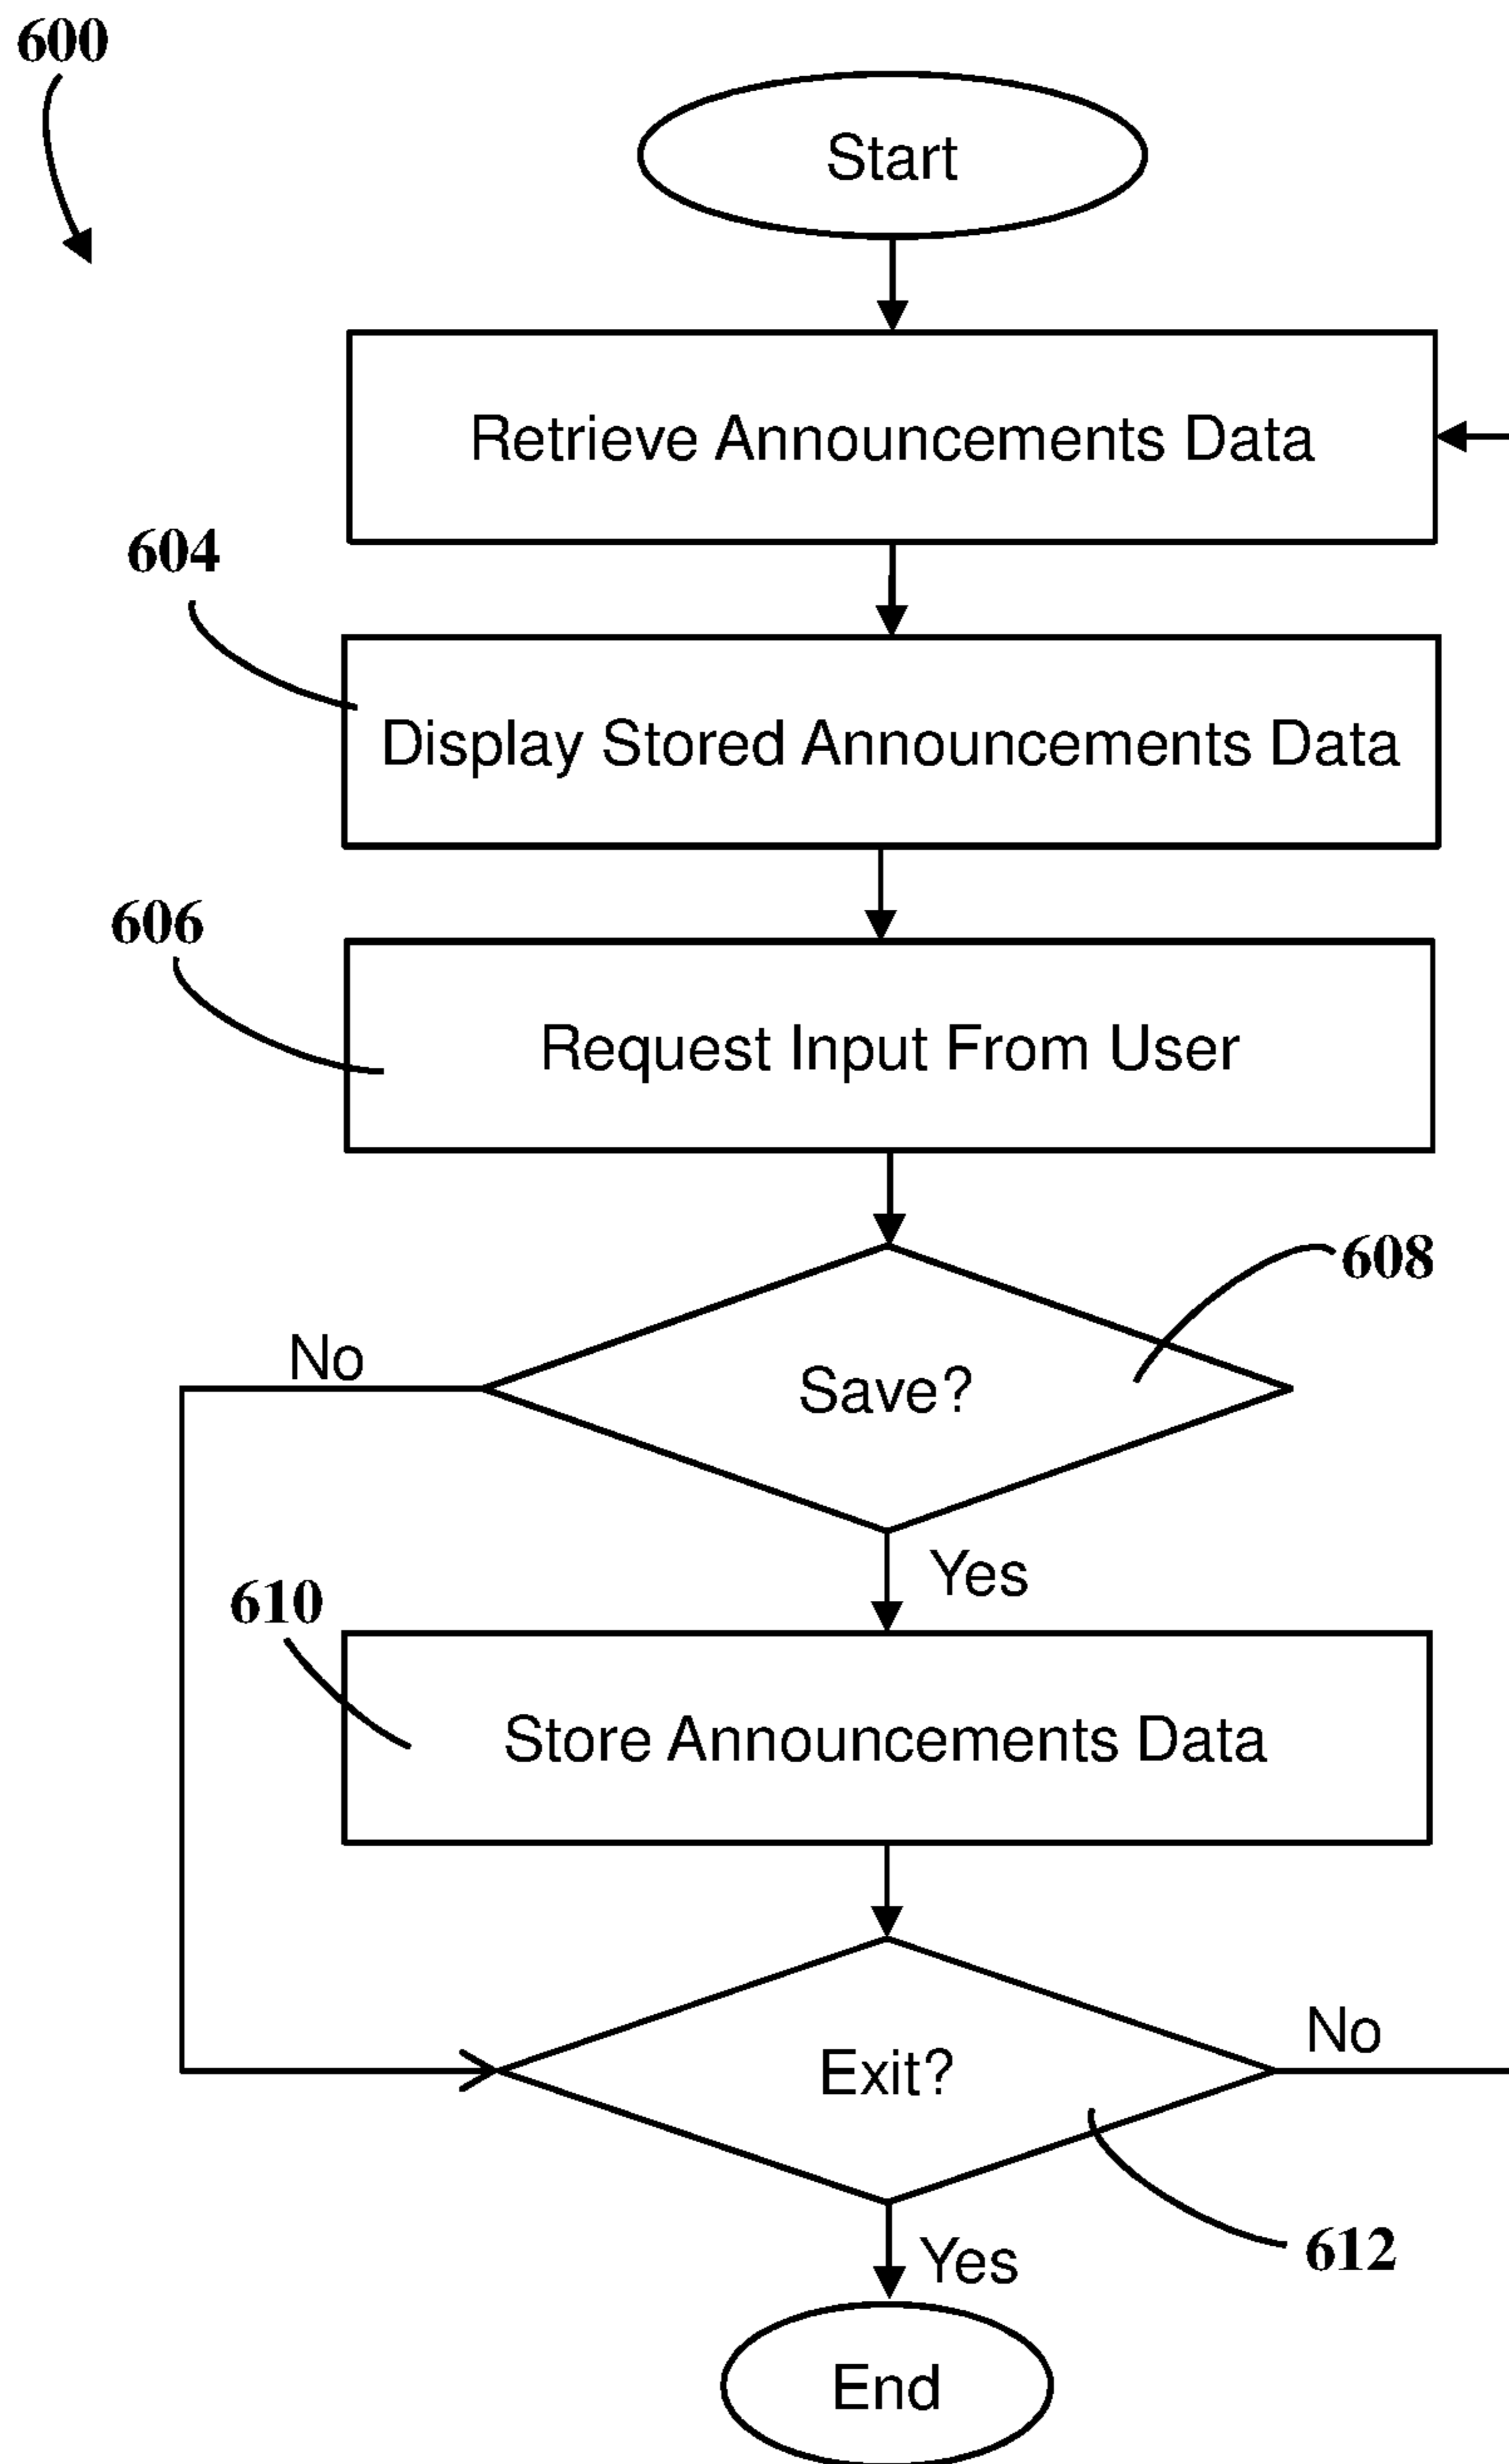 600
Start
Retrieve Announcements Data
604
Display Stored Announcements Data
606
Request Input From User
608
No
Save?
Yes
610
Store Announcements Data
No
Exit?
612
Yes
End